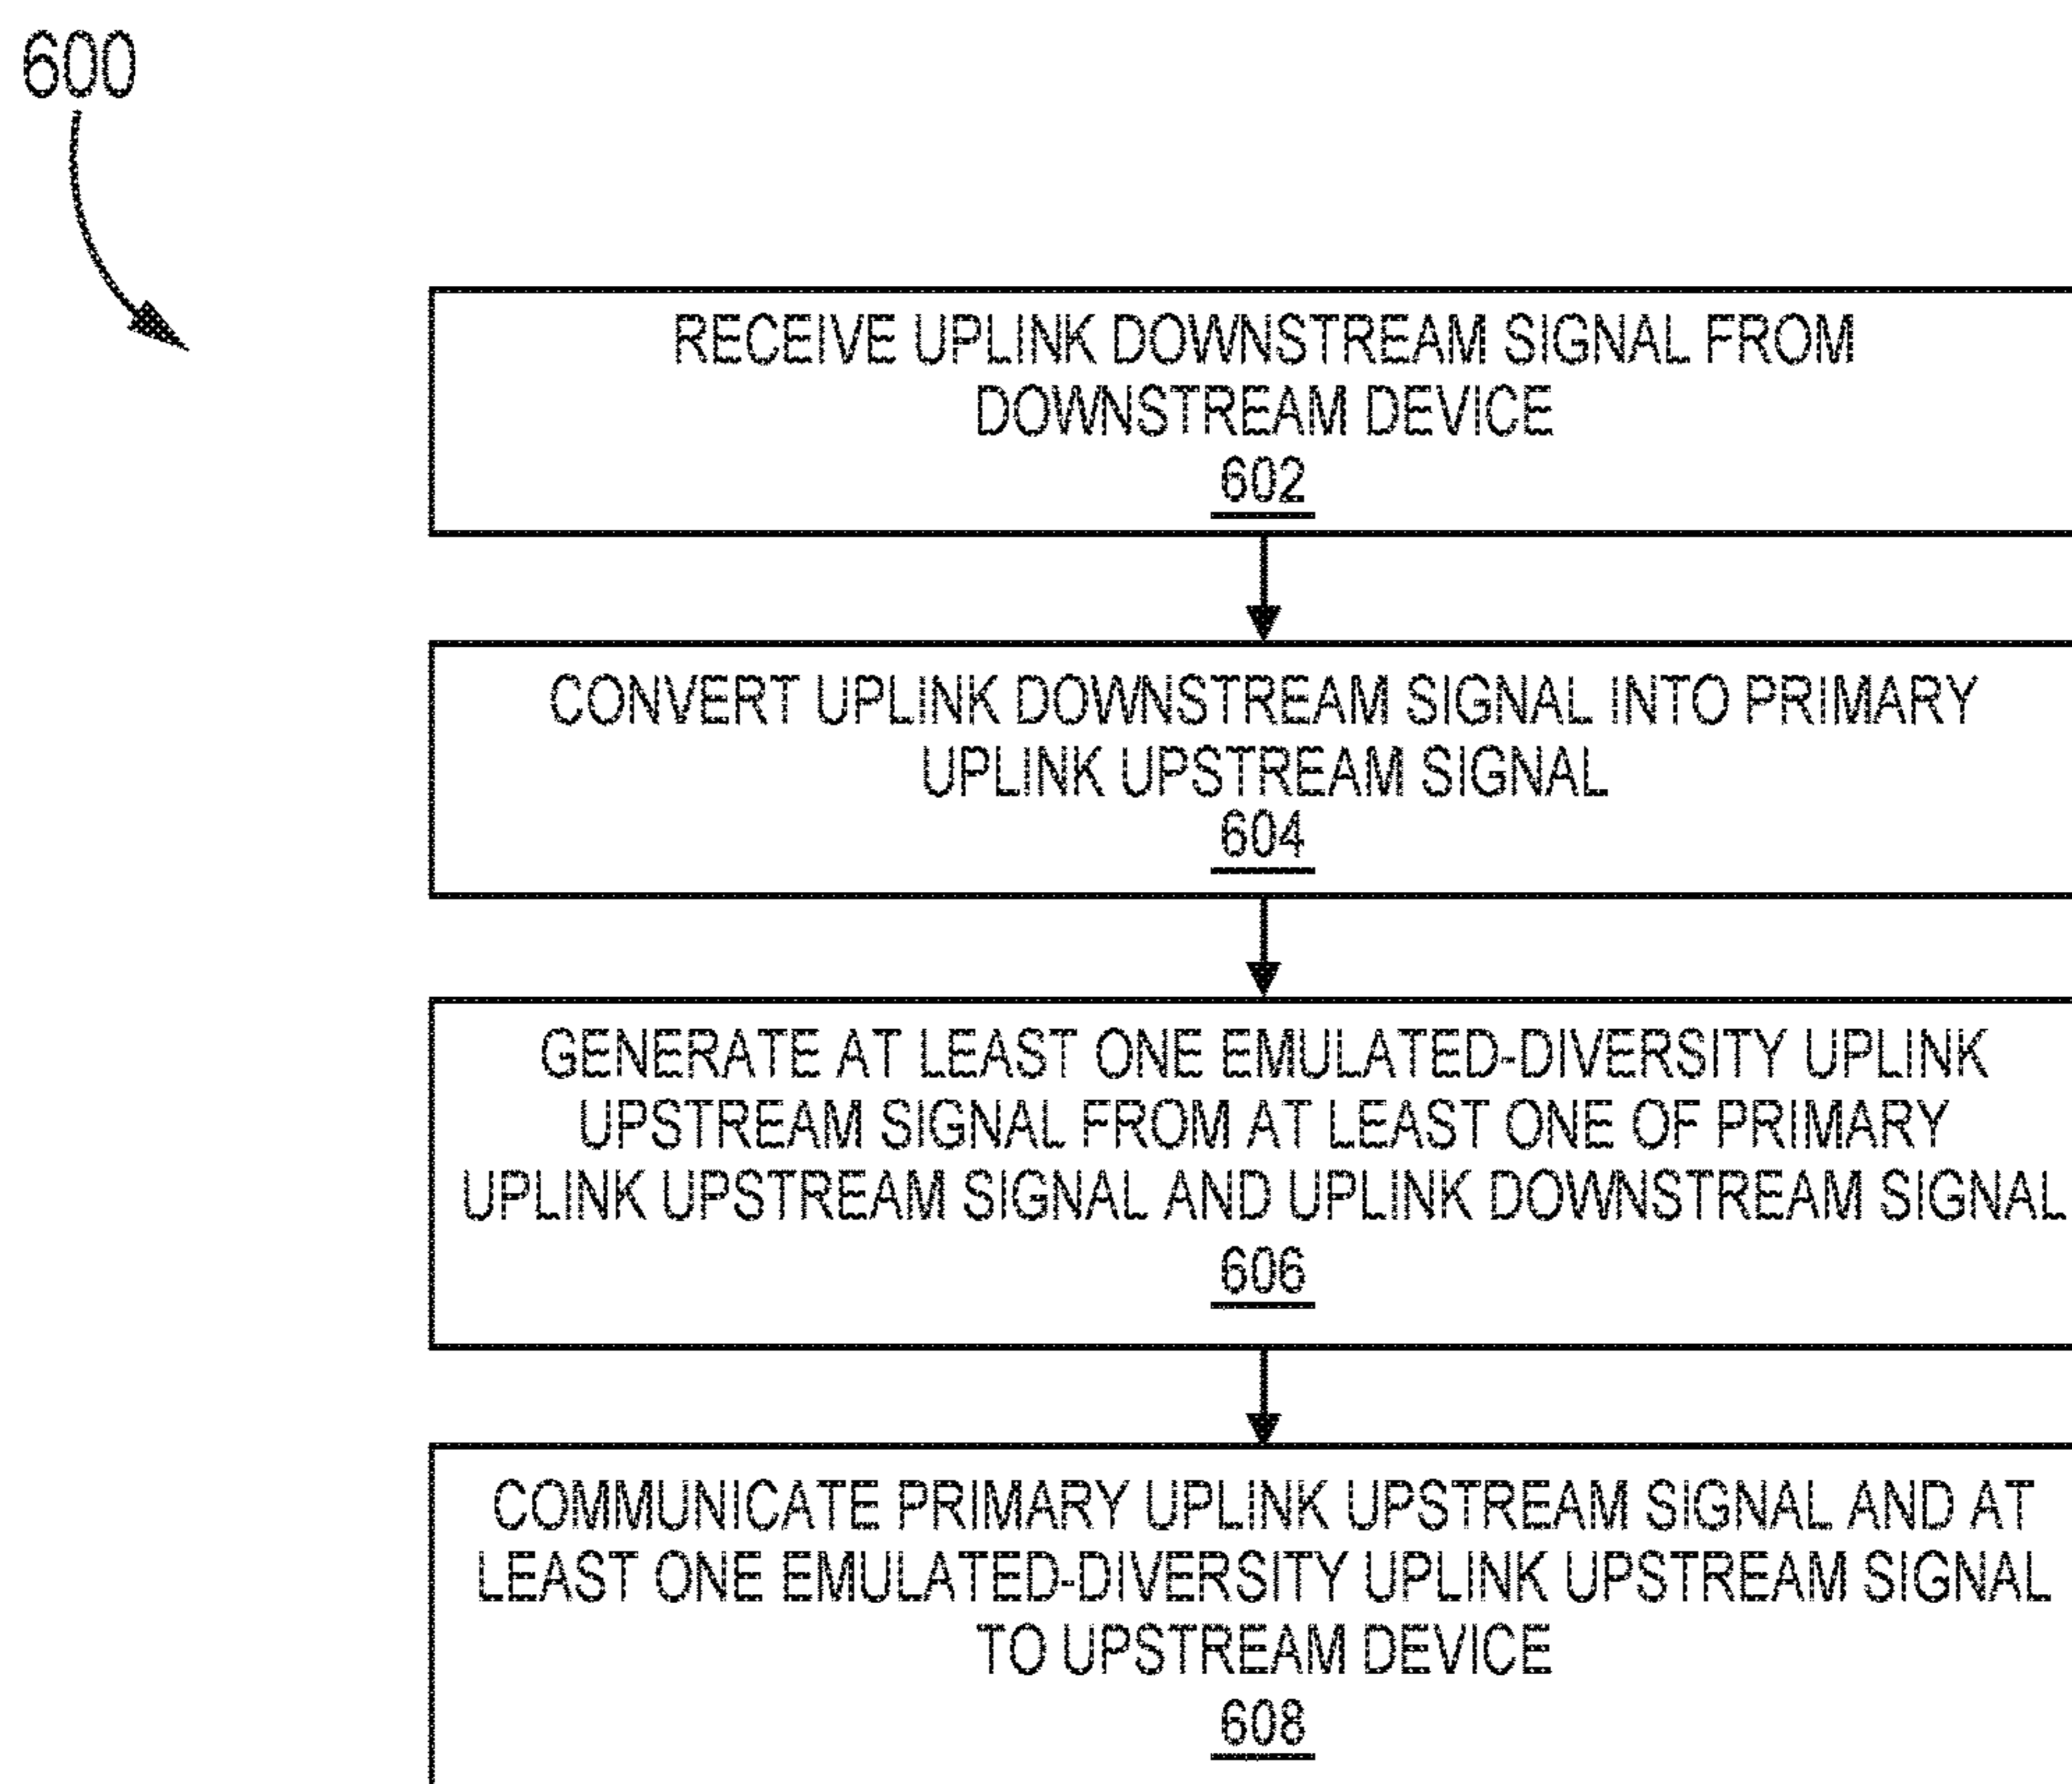 600
RECEIVE UPLINK DOWNSTREAM SIGNAL FROM
DOWNSTREAM DEVICE
602
CONVERT UPLINK DOWNSTREAM SIGNAL INTO PRIMARY
UPLINK UPSTREAM SIGNAL
604
GENERATE AT LEAST ONE EMULATED-DIVERSITY UPLINK
UPSTREAM SIGNAL FROM AT LEAST ONE OF PRIMARY
UPLINK UPSTREAM SIGNAL AND UPLINK DOWNSTREAM SIGNAL
606
COMMUNICATE PRIMARY UPLINK UPSTREAM SIGNAL AND AT
LEAST ONE EMULATED-DIVERSITY UPLINK UPSTREAM SIGNAL
TO UPSTREAM DEVICE
608